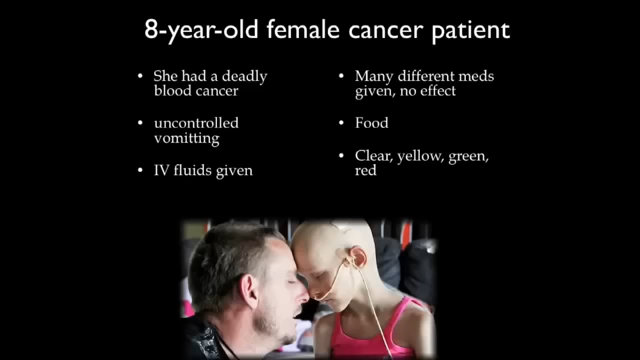 8-year-old female cancer patient
• She had a deadly
blood cancer
• uncontrolled
vomitting
• IV fluids given
• Many different meds
given, no effect
• Food
• Clear, yellow, green,
red